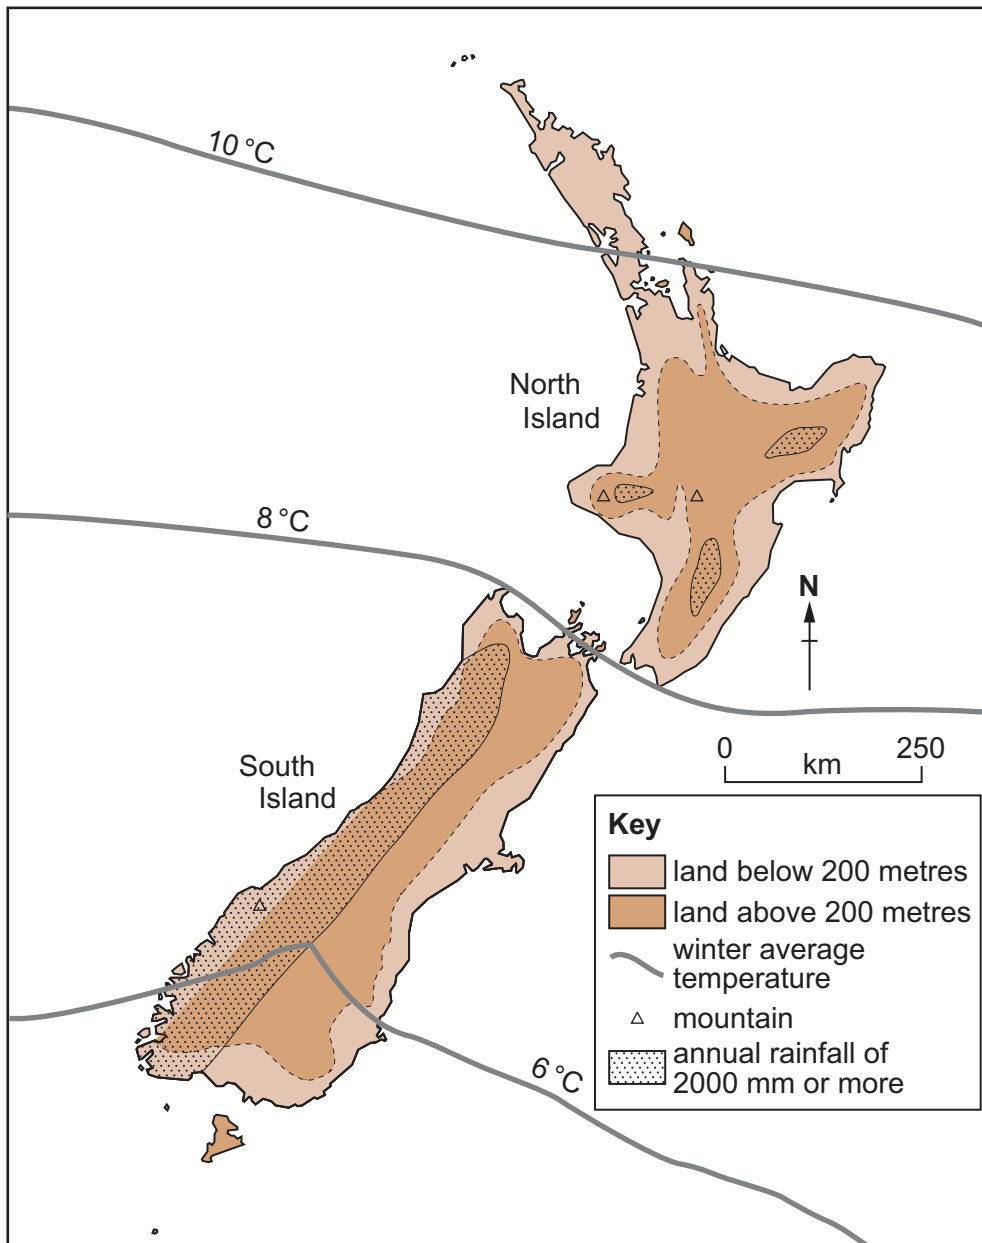 10 °C
North
Island
8 °C
N
0 250
km
South
Island
Key
land below 200 metres
land above 200 metres
winter average
temperature
mountain
annual rainfall of
2000 mm or more
6 °C